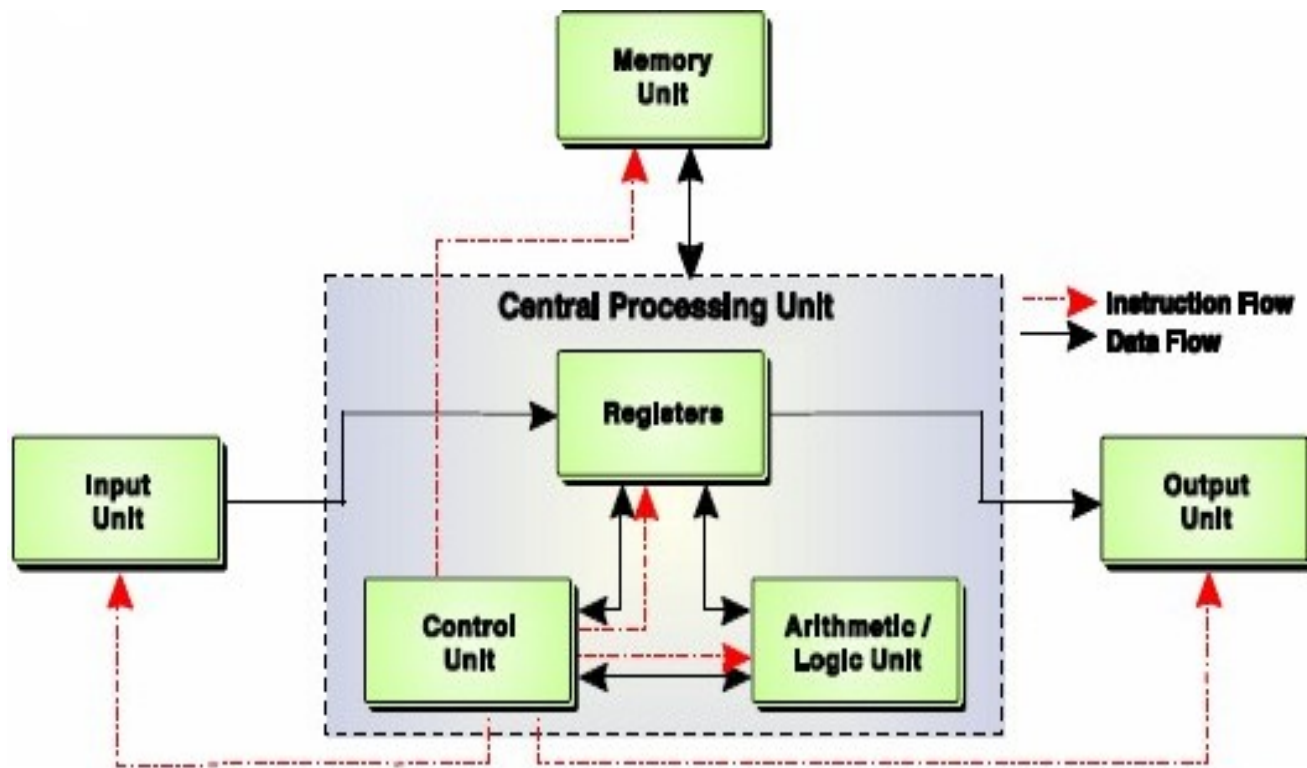 Memory
Unit
Central Processing Unit
Instruction Flow
Data Flow
Registers
Input
Unit
Output
Unit
Control
Unit
Arithmetic /
Logic Unit